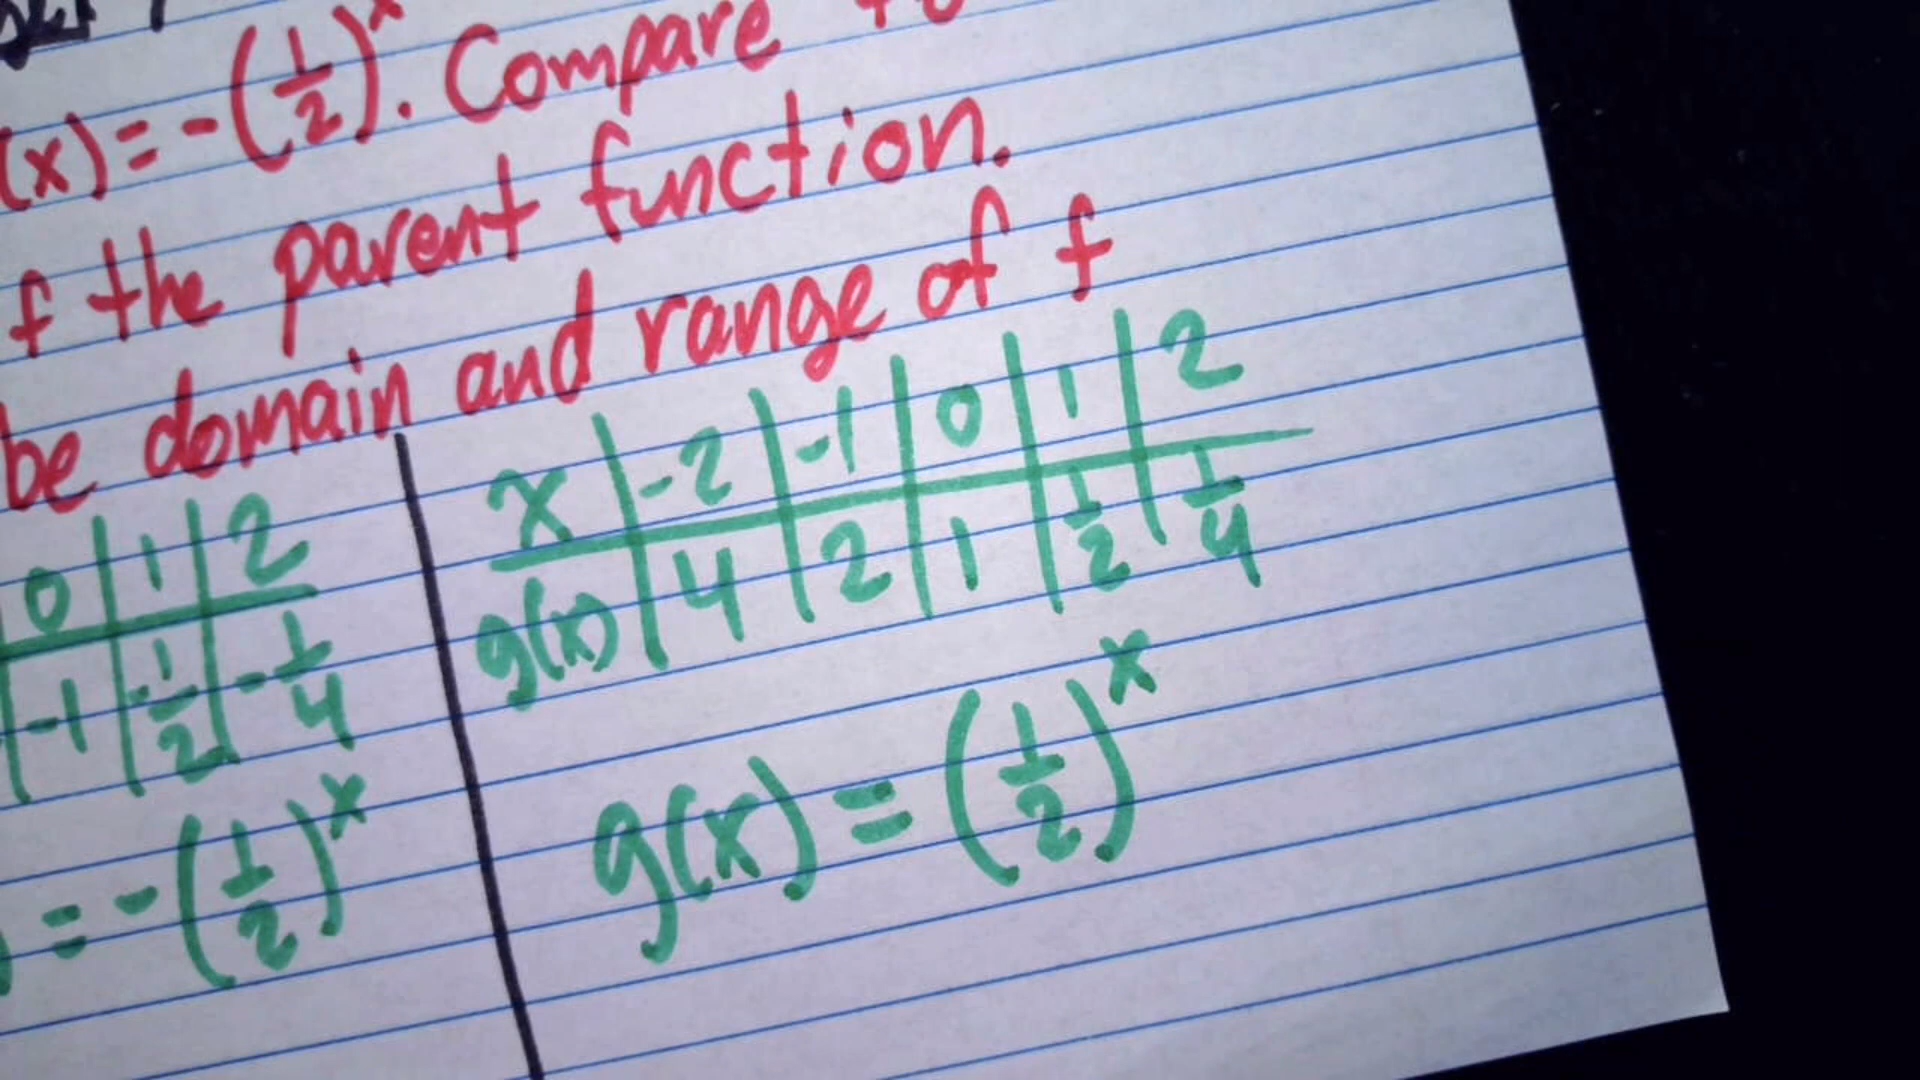 (x) = -(1/2)^x. Compare to
f the parent function.
be domain and range of f
0 | 1 | 2
-1 | -1/2 | -1/4
= -(1/2)^x
x | -2 | -1 | 0 | 1 | 2
g(x) | 4 | 2 | 1 | 1/2 | 1/4
g(x) = (1/2)^x